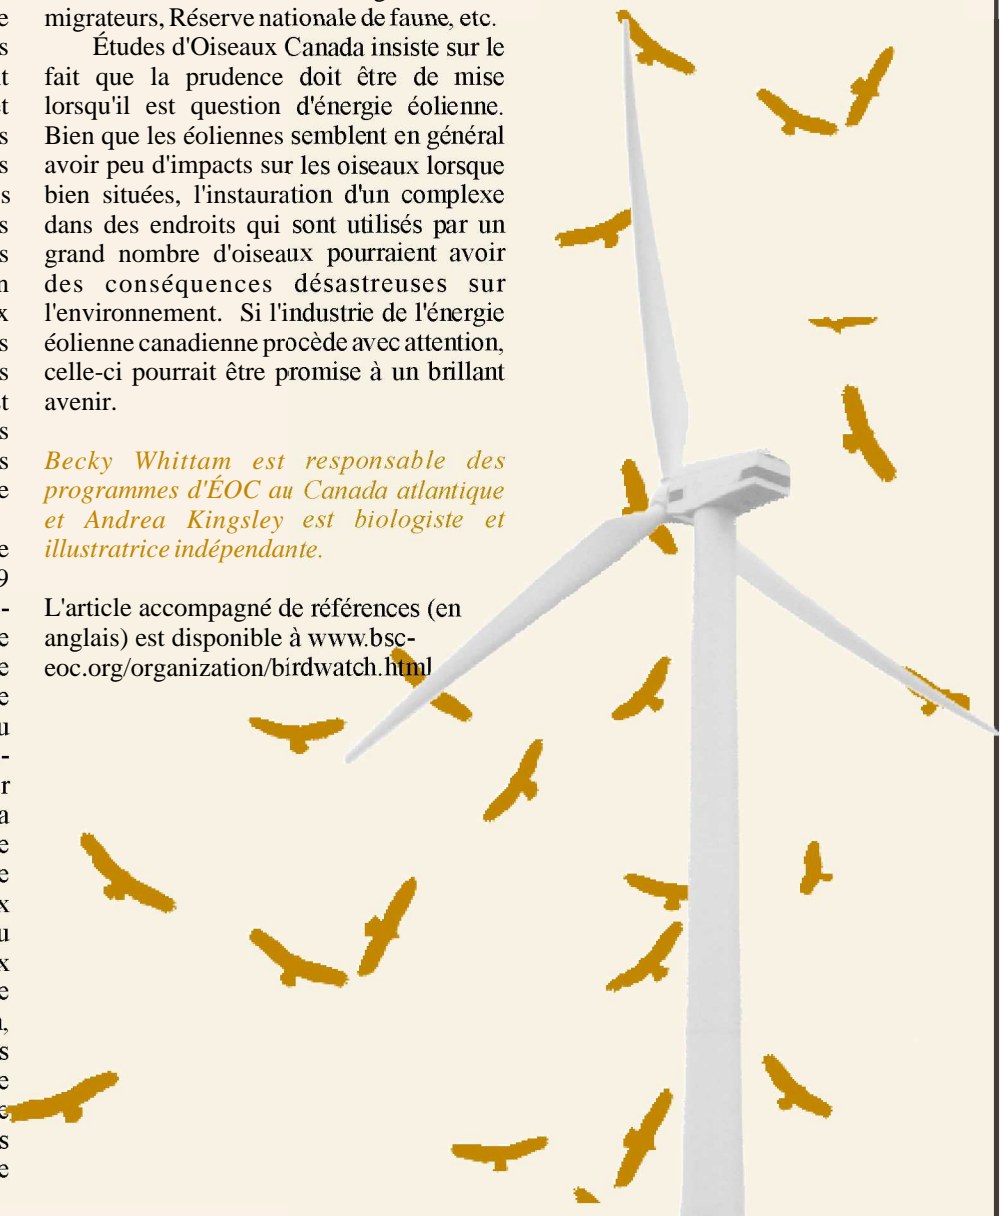 migrateurs, Réserve nationale de faune, etc.
Études d'Oiseaux Canada insiste sur le
fait que la prudence doit être de mise
lorsqu'il est question d'énergie éolienne.
Bien que les éoliennes semblent en général
avoir peu d'impacts sur les oiseaux lorsque
bien situées, l'instauration d'un complexe
dans des endroits qui sont utilisés par un
grand nombre d'oiseaux pourraient avoir
des conséquences désastreuses sur
l'environnement. Si l'industrie de l'énergie
éolienne canadienne procède avec attention,
celle-ci pourrait être promise à un brillant
avenir.
Becky Whittam est responsable des
programmes d'ÉOC au Canada atlantique
et Andrea Kingsley est biologiste et
illustratrice indépendante.
L'article accompagné de références (en
anglais) est disponible à www.bsc-
eoc.org/organization/birdwatch.html